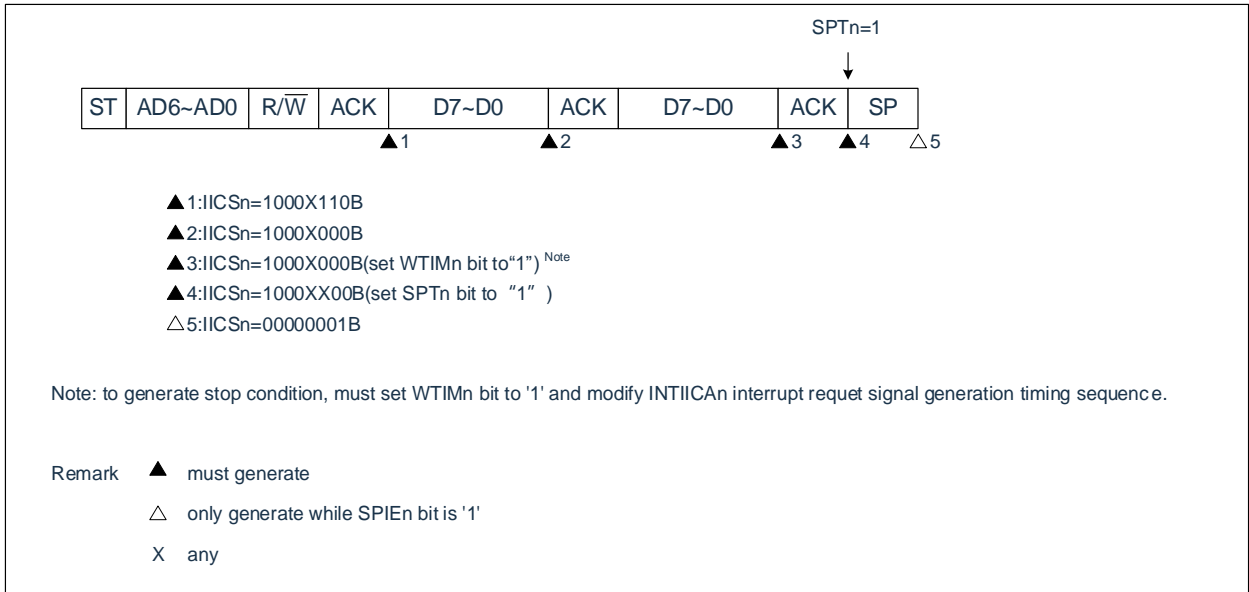 SPTn=1
ST AD6~AD0 R/W̅ ACK D7~D0 ACK D7~D0 ACK SP
▲1 ▲2 ▲3 ▲4 △5
▲1:IICSn=1000X110B
▲2:IICSn=1000X000B
▲3:IICSn=1000X000B(set WTIMn bit to“1”) Note
▲4:IICSn=1000XX00B(set SPTn bit to “1” )
△5:IICSn=00000001B
Note: to generate stop condition, must set WTIMn bit to '1' and modify INTIICAn interrupt requet signal generation timing sequence.
Remark ▲ must generate
△ only generate while SPIEn bit is '1'
X any